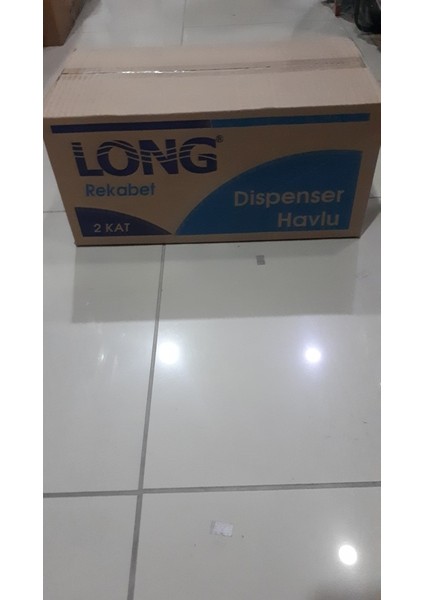 LONG®
Rekabet
2 KAT
Dispenser
Havlu